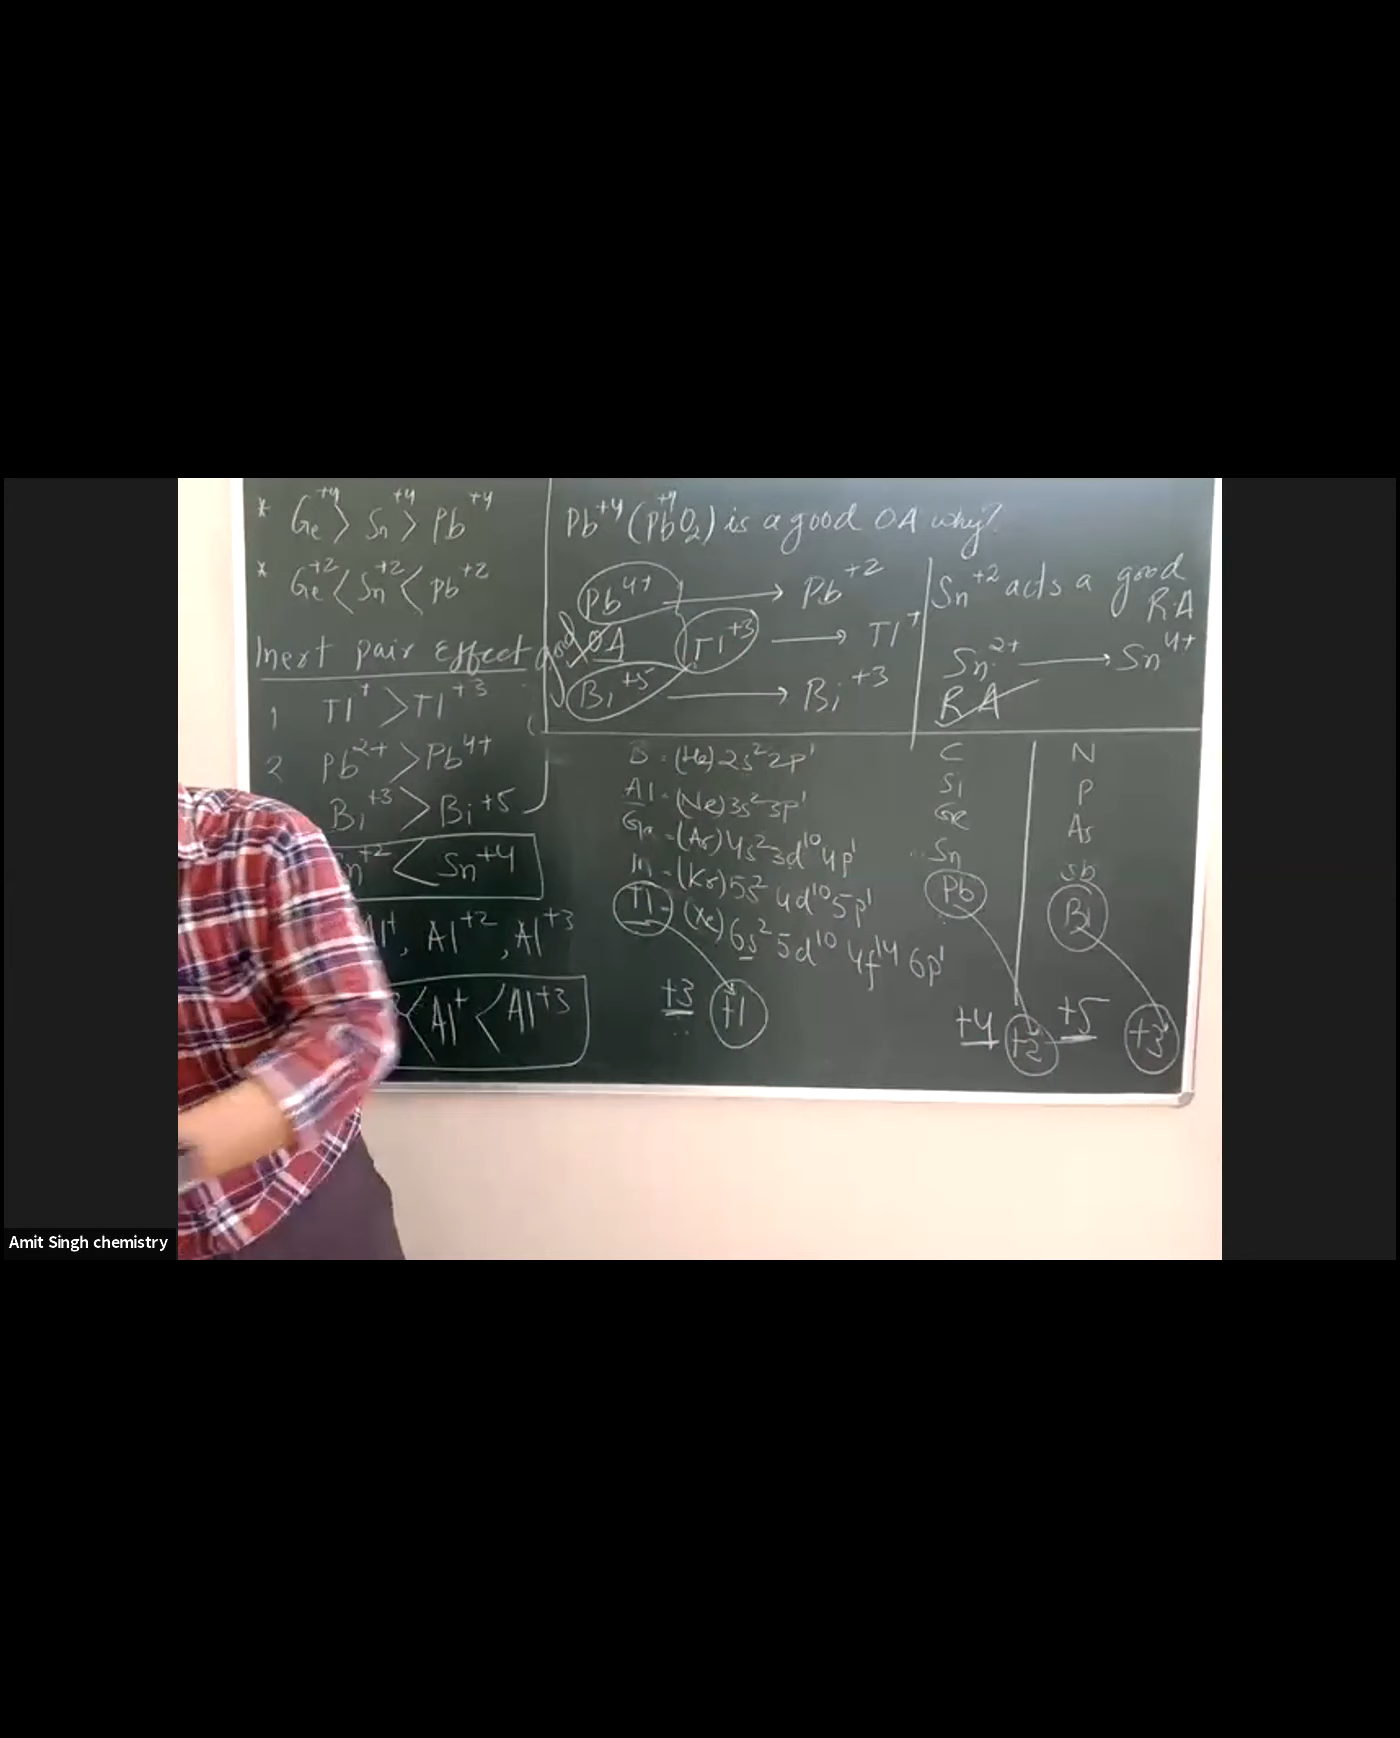 * Ge+4 > Sn+4 > Pb+4
* Ge+2 < Sn+2 < Pb+2
Inert pair Effect
1 Tl+ > Tl+3
2 Pb2+ > Pb4+
Bi+3 > Bi+5
n+2 < Sn+4
Al+, Al+2, Al+3
< Al+ < Al+3
Pb+4 (Pb+4O2) is a good OA why?
Pb4+ → Pb+2
good OA Tl+3 → Tl+
Bi+5 → Bi+3
Sn+2 acts a good
R.A
Sn2+ → Sn4+
RA
B = (He) 2s2 2p1
Al = (Ne) 3s2 3p1
Ga = (Ar) 4s2 3d10 4p1
In = (Kr) 5s2 4d10 5p1
Tl = (Xe) 6s2 5d10 4f14 6p1
+3 +1
C
Si
Ge
Sn
Pb
+4 +2
N
P
As
Sb
Bi
+5 +3
Amit Singh chemistry